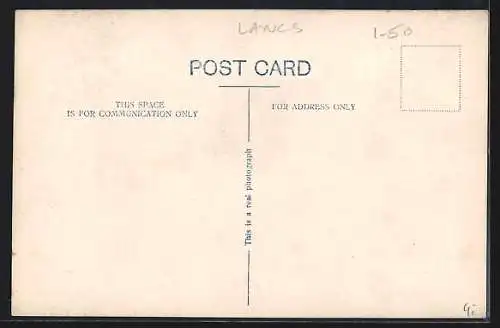 LANCS
1-50
POST CARD
THIS SPACE
IS FOR COMMUNICATION ONLY
FOR ADDRESS ONLY
This is a real photograph